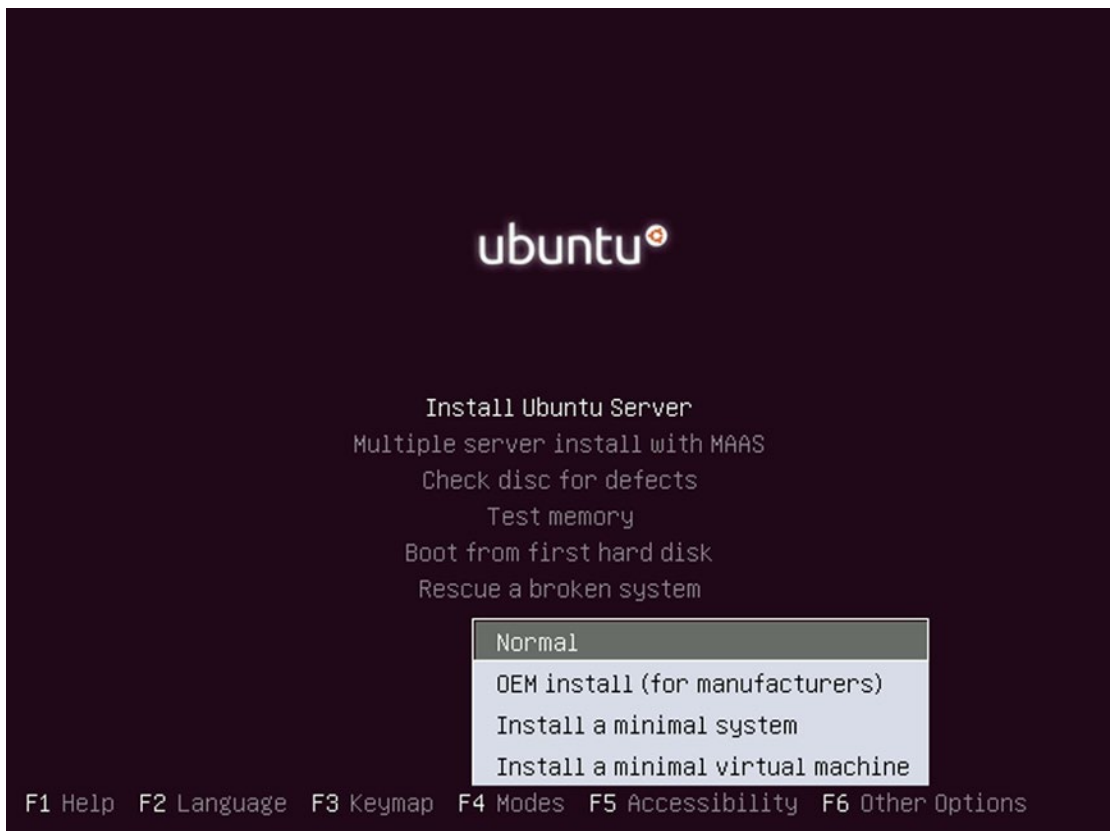 ubuntu
Install Ubuntu Server
Multiple server install with MAAS
Check disc for defects
Test memory
Boot from first hard disk
Rescue a broken system
Normal
OEM install (for manufacturers)
Install a minimal system
Install a minimal virtual machine
F1 Help F2 Language F3 Keymap F4 Modes F5 Accessibility F6 Other Options